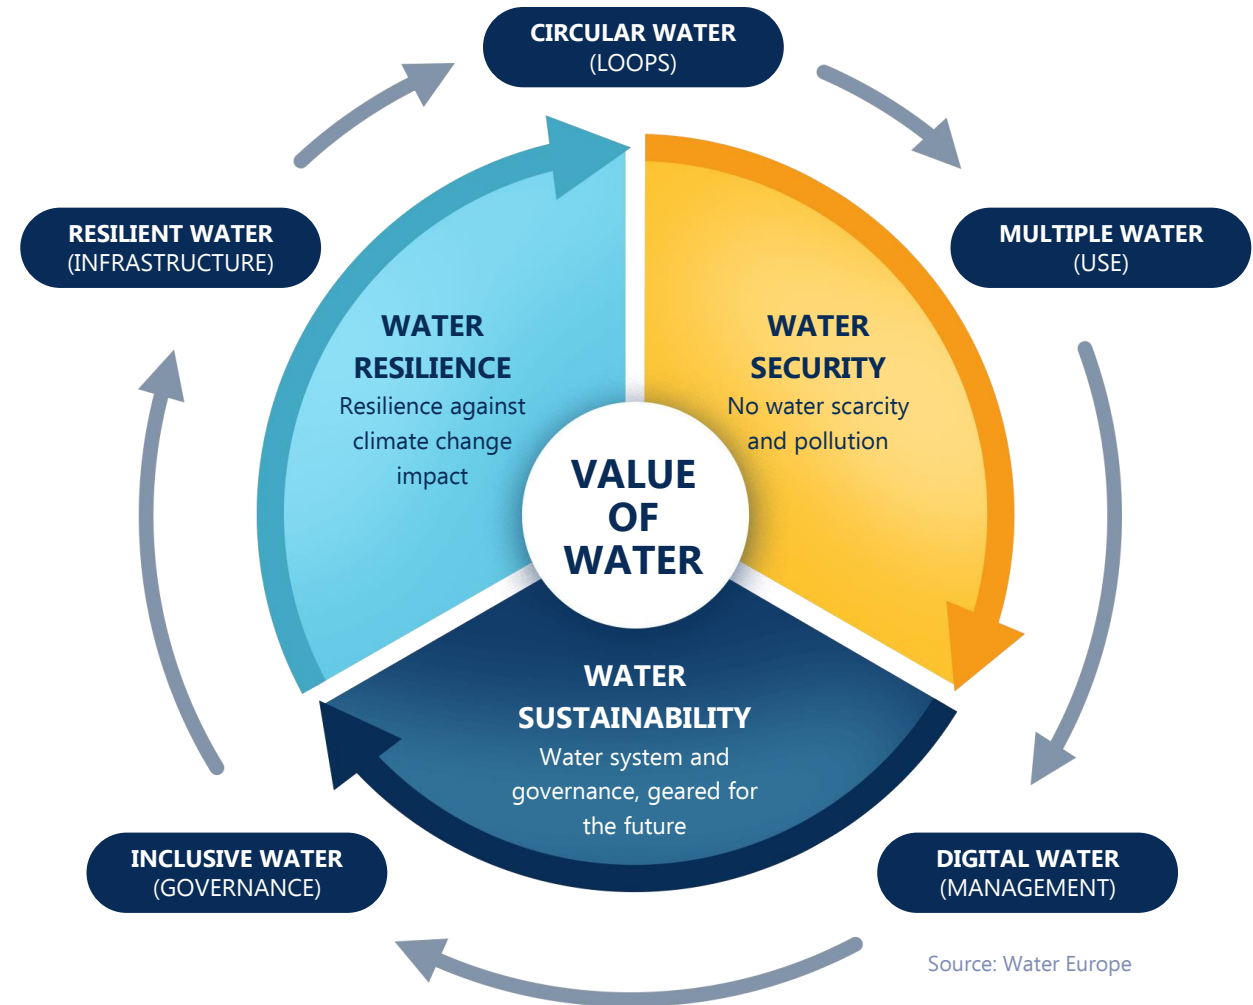 CIRCULAR WATER
(LOOPS)
RESILIENT WATER
(INFRASTRUCTURE)
MULTIPLE WATER
(USE)
WATER
RESILIENCE
Resilience against
climate change
impact
WATER
SECURITY
No water scarcity
and pollution
VALUE
OF
WATER
WATER
SUSTAINABILITY
Water system and
governance, geared for
the future
INCLUSIVE WATER
(GOVERNANCE)
DIGITAL WATER
(MANAGEMENT)
Source: Water Europe